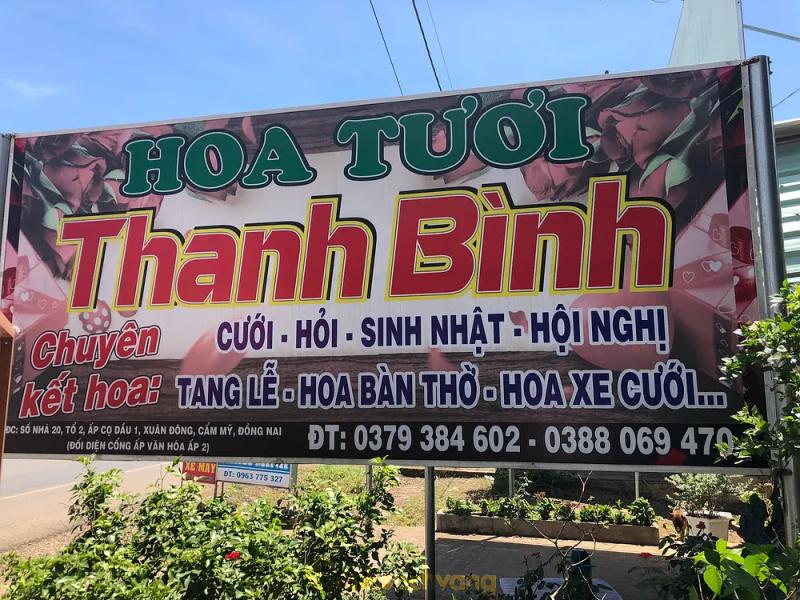 HOA TƯƠI
Thanh Bình
Chuyên
kết hoa:
CƯỚI - HỎI - SINH NHẬT - HỘI NGHỊ
TANG LỄ - HOA BÀN THỜ - HOA XE CƯỚI...
ĐC: SỐ NHÀ 20, TỔ 2, ẤP CỌ DẦU 1, XUÂN ĐÔNG, CẨM MỸ, ĐỒNG NAI
(ĐỐI DIỆN CỔNG ẤP VĂN HÓA ẤP 2)
ĐT: 0379 384 602 - 0388 069 470
XE MÁY
ĐT: 0963 775 327